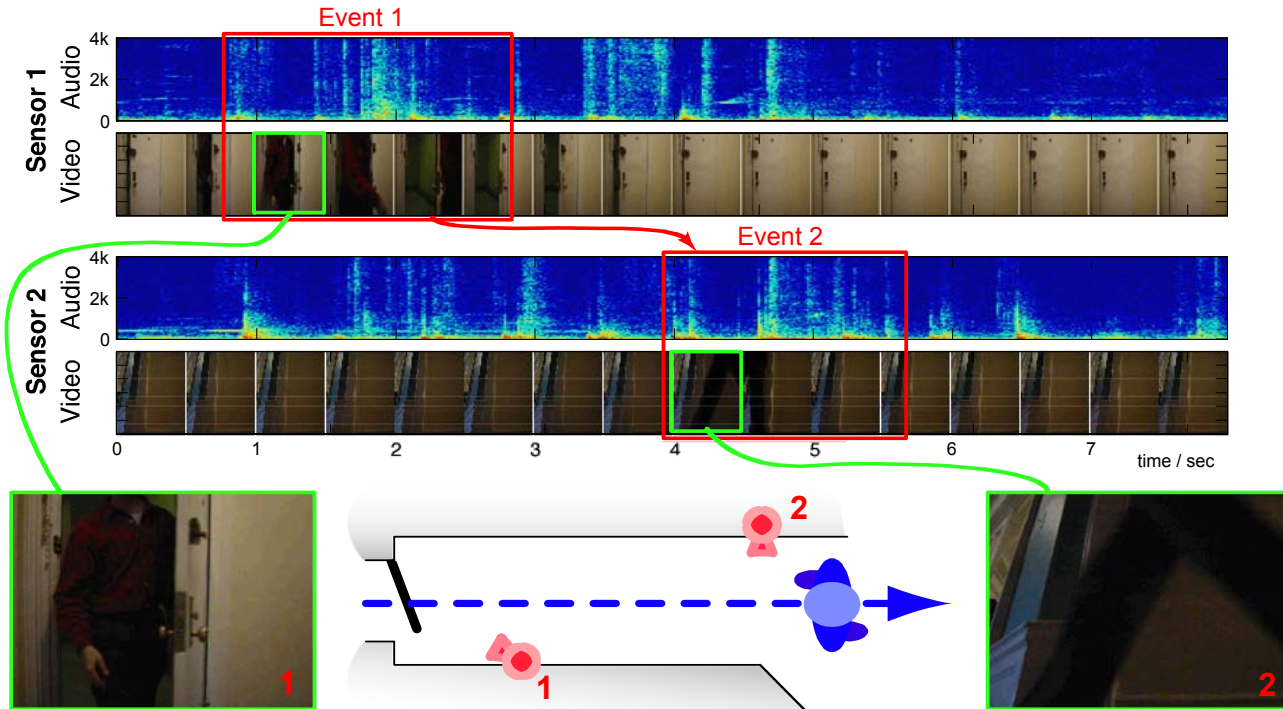 Event 1
Sensor 1
Audio
4k
2k
0
Video
Event 2
Sensor 2
Audio
4k
2k
0
Video
0 1 2 3 4 5 6 7
time / sec
1
2
1
2